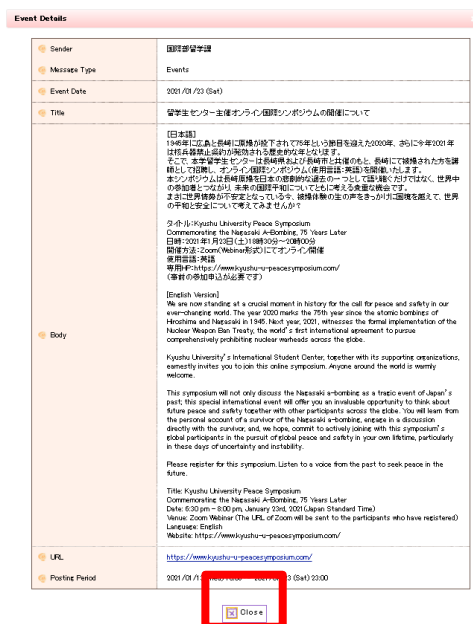 Event Details
Sender
国際部留学課
Message Type
Events
Event Date
2021/01/23 (Sat)
Title
留学生センター主催オンライン国際シンポジウムの開催について
Body
[日本語]
1945年に広島と長崎に原爆が投下されて75年という節目を迎えた2020年、さらに今年2021年
は核兵器禁止条約が発効される歴史的な年となります。
そこで、本学留学生センターは長崎県および長崎市と共催のもと、長崎にて被爆された方を講
師として招聘し、オンライン国際シンポジウム(使用言語:英語)を開催いたします。
本シンポジウムは長崎原爆を日本の悲劇的な過去の一つとして語り継ぐだけではなく、世界中
の参加者とつながり、未来の国際平和についてともに考える貴重な機会です。
まさに世界情勢が不安定となっている今、被爆体験の生の声をきっかけに国境を超えて、世界
の平和と安全について考えてみませんか？
タイトル:Kyushu University Peace Symposium
Commemorating the Nagasaki A-Bombing, 75 Years Later
日時:2021年1月23日(土)18時30分～20時00分
開催方法:Zoom(Webinar形式)にてオンライン開催
使用言語:英語
専用HP:https://www.kyushu-u-peacesymposium.com/
(事前の参加申込が必要です)
[English Version]
We are now standing at a crucial moment in history for the call for peace and safety in our
ever-changing world. The year 2020 marks the 75th year since the atomic bombings of
Hiroshima and Nagasaki in 1945. Next year, 2021, witnesses the formal implementation of the
Nuclear Weapon Ban Treaty, the world's first international agreement to pursue
comprehensively prohibiting nuclear warheads across the globe.
Kyushu University's International Student Center, together with its supporting organizations,
earnestly invites you to join this online symposium. Anyone around the world is warmly
welcome.
This symposium will not only discuss the Nagasaki a-bombing as a tragic event of Japan's
past; this special international event will offer you an invaluable opportunity to think about
future peace and safety together with other participants across the globe. You will learn from
the personal account of a survivor of the Nagasaki a-bombing, engage in a discussion
directly with the survivor, and, we hope, commit to actively joining with this symposium's
global participants in the pursuit of global peace and safety in your own lifetime, particularly
in these days of uncertainty and instability.
Please register for this symposium. Listen to a voice from the past to seek peace in the
future.
Title: Kyushu University Peace Symposium
Commemorating the Nagasaki A-Bombing, 75 Years Later
Date: 6:30 pm - 8:00 pm, January 23rd, 2021(Japan Standard Time)
Venue: Zoom Webinar (The URL of Zoom will be sent to the participants who have registered)
Language: English
Website: https://www.kyushu-u-peacesymposium.com/
URL
https://www.kyushu-u-peacesymposium.com/
Posting Period
2021/01/1 3 (Sat) 23:00
Close